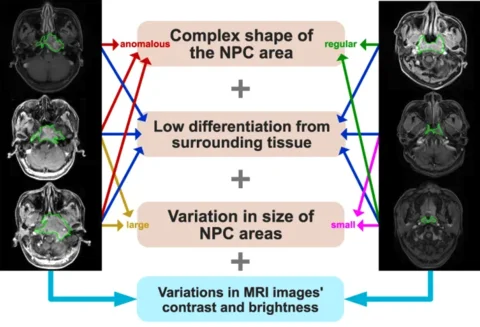 Complex shape of
the NPC area
anomalous
regular
+
Low differentiation from
surrounding tissue
+
Variation in size of
NPC areas
large
small
+
Variations in MRI images'
contrast and brightness